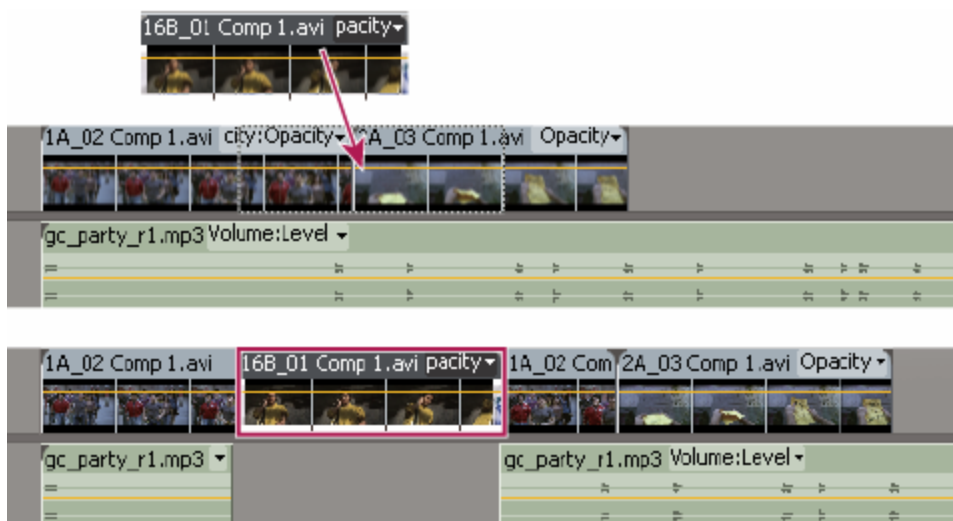 16B_01 Comp 1.avi pacity
1A_02 Comp 1.avi city:Opacity 2A_03 Comp 1.avi Opacity
gc_party_r1.mp3 Volume:Level
1A_02 Comp 1.avi 16B_01 Comp 1.avi pacity 1A_02 Com 2A_03 Comp 1.avi Opacity
gc_party_r1.mp3 gc_party_r1.mp3 Volume:Level